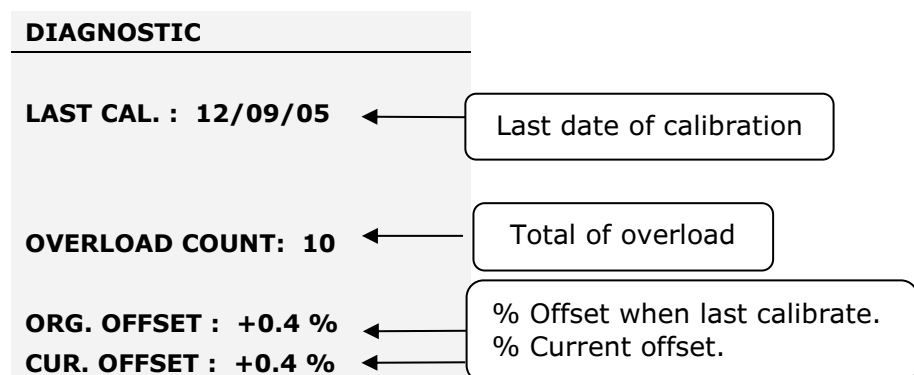 DIAGNOSTIC
LAST CAL. : 12/09/05
Last date of calibration
OVERLOAD COUNT: 10
Total of overload
ORG. OFFSET : +0.4 %
CUR. OFFSET : +0.4 %
% Offset when last calibrate.
% Current offset.